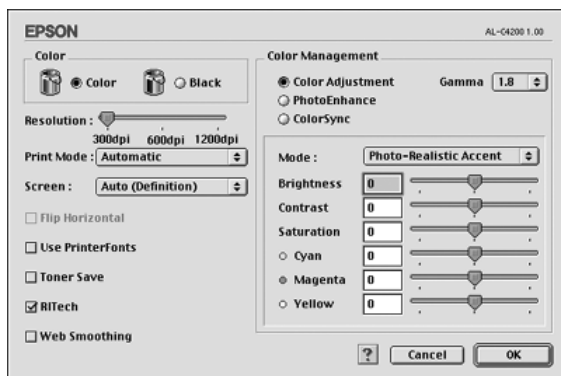 EPSON
AL-C4200 1.00
Color
Color
Black
Resolution :
300dpi 600dpi 1200dpi
Print Mode : Automatic
Screen : Auto (Definition)
Flip Horizontal
Use PrinterFonts
Toner Save
RITech
Web Smoothing
Color Management
Color Adjustment
Gamma 1.8
PhotoEnhance
ColorSync
Mode : Photo-Realistic Accent
Brightness 0
Contrast 0
Saturation 0
Cyan 0
Magenta 0
Yellow 0
? Cancel OK